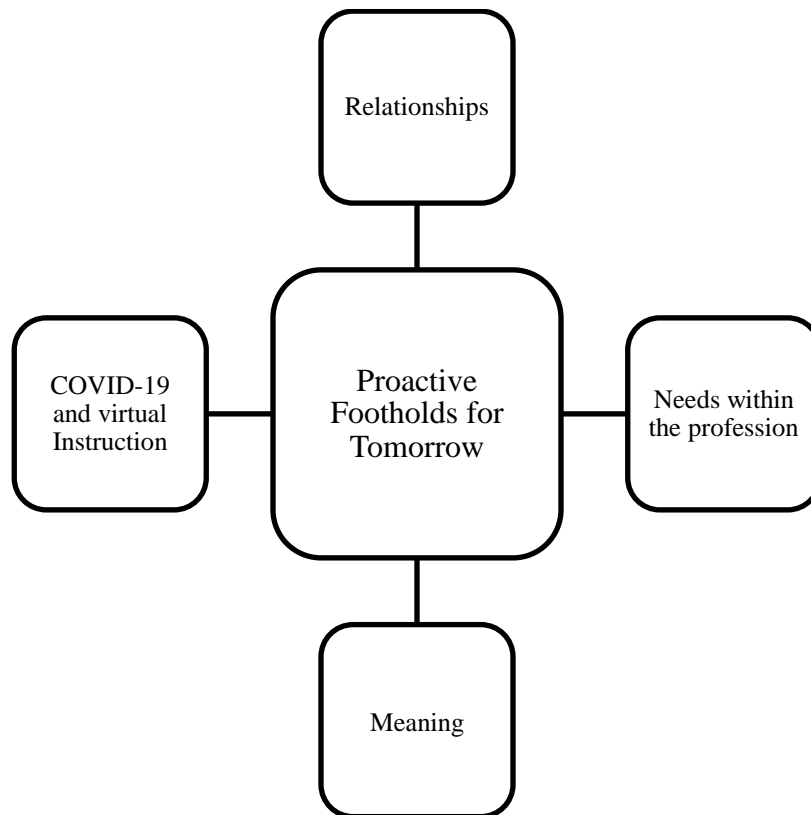 Relationships
COVID-19
and virtual
Instruction
Proactive
Footholds for
Tomorrow
Needs within
the profession
Meaning